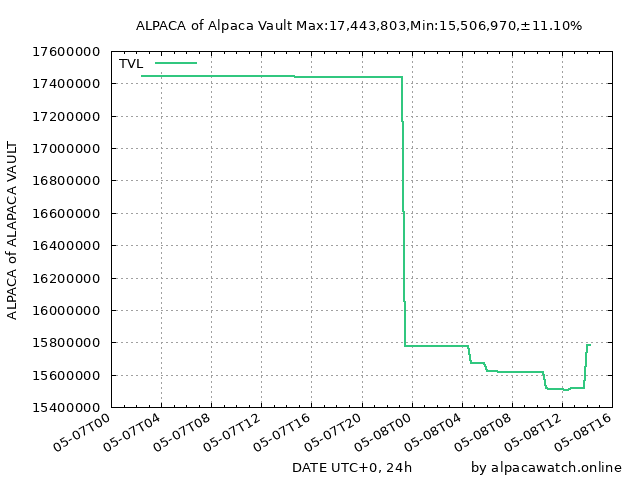 ALPACA of Alpaca Vault Max:17,443,803,Min:15,506,970,±11.10%
TVL
17600000
17400000
17200000
17000000
16800000
16600000
16400000
16200000
16000000
15800000
15600000
15400000
ALPACA of ALAPACA VAULT
05-07T00
05-07T04
05-07T08
05-07T12
05-07T16
05-07T20
05-08T00
05-08T04
05-08T08
05-08T12
05-08T16
DATE UTC+0, 24h
by alpacawatch.online